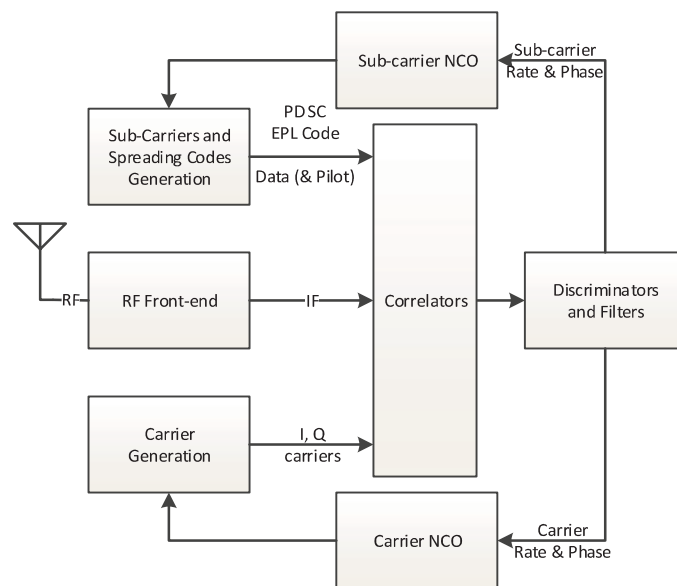 Sub-carrier NCO
Sub-carrier
Rate & Phase
PDSC
EPL Code
Sub-Carriers and
Spreading Codes
Generation
Data (& Pilot)
RF
RF Front-end
IF
Correlators
Discriminators
and Filters
Carrier
Generation
I, Q
carriers
Carrier NCO
Carrier
Rate & Phase